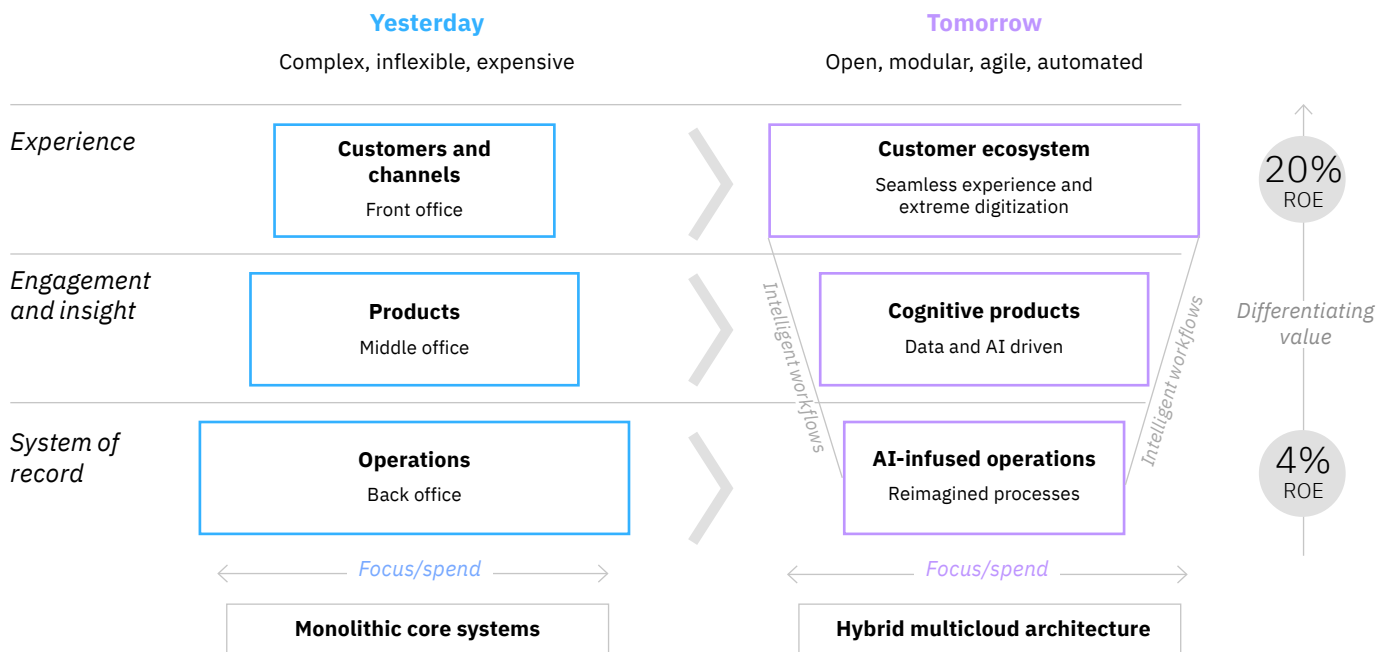 Yesterday
Complex, inflexible, expensive
Tomorrow
Open, modular, agile, automated
Experience
Customers and
channels
Front office
Customer ecosystem
Seamless experience and
extreme digitization
20%
ROE
Engagement
and insight
Products
Middle office
Intelligent workflows
Cognitive products
Data and AI driven
Intelligent workflows
Differentiating
value
System of
record
Operations
Back office
AI-infused operations
Reimagined processes
4%
ROE
Focus/spend
Focus/spend
Monolithic core systems
Hybrid multicloud architecture